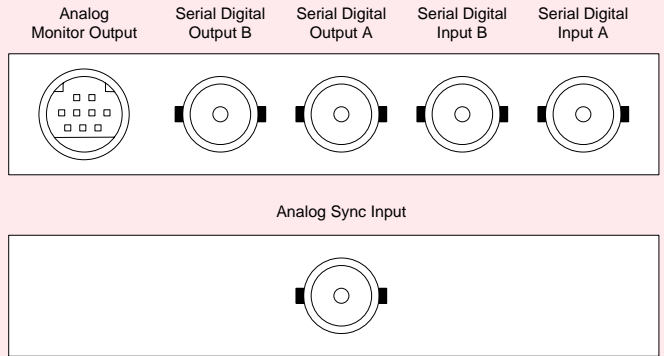 Analog
Monitor Output
Serial Digital
Output B
Serial Digital
Output A
Serial Digital
Input B
Serial Digital
Input A
Analog Sync Input